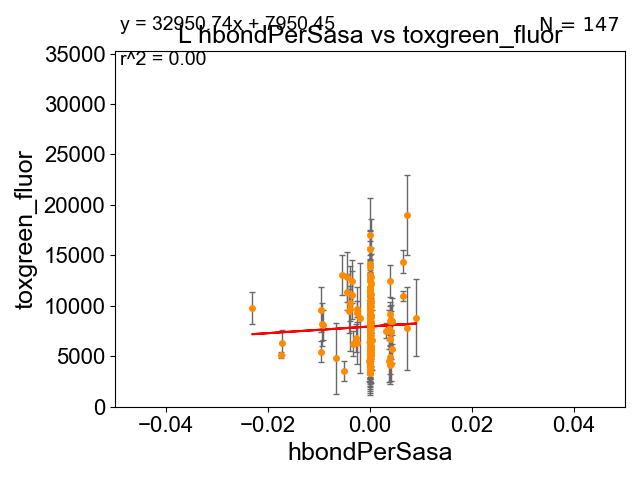 y = 32950.74x + 7950.45
N = 147
L hbondPerSasa vs toxgreen_fluor
r^2 = 0.00
35000
30000
25000
20000
15000
10000
5000
0
toxgreen_fluor
−0.04
−0.02
0.00
0.02
0.04
hbondPerSasa